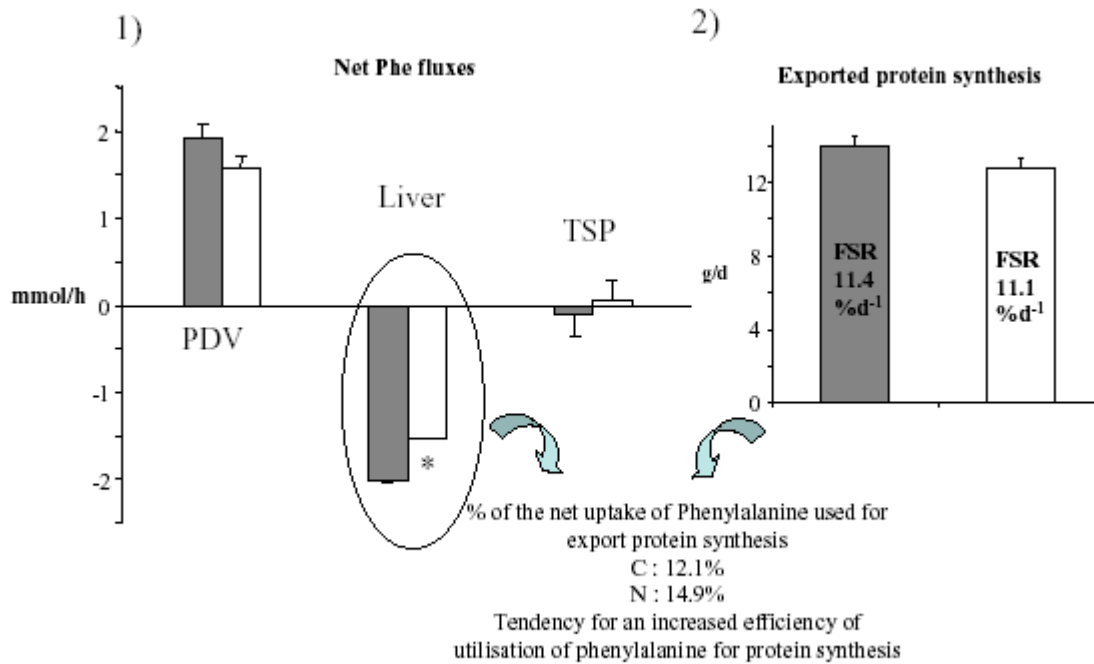 1)
Net Phe fluxes
2
1
0
-1
-2
mmol/h
PDV
Liver
*
TSP
2)
Exported protein synthesis
12
8
4
0
g/d
FSR
11.4
%d-1
FSR
11.1
%d-1
% of the net uptake of Phenylalanine used for
export protein synthesis
C : 12.1%
N : 14.9%
Tendency for an increased efficiency of
utilisation of phenylalanine for protein synthesis